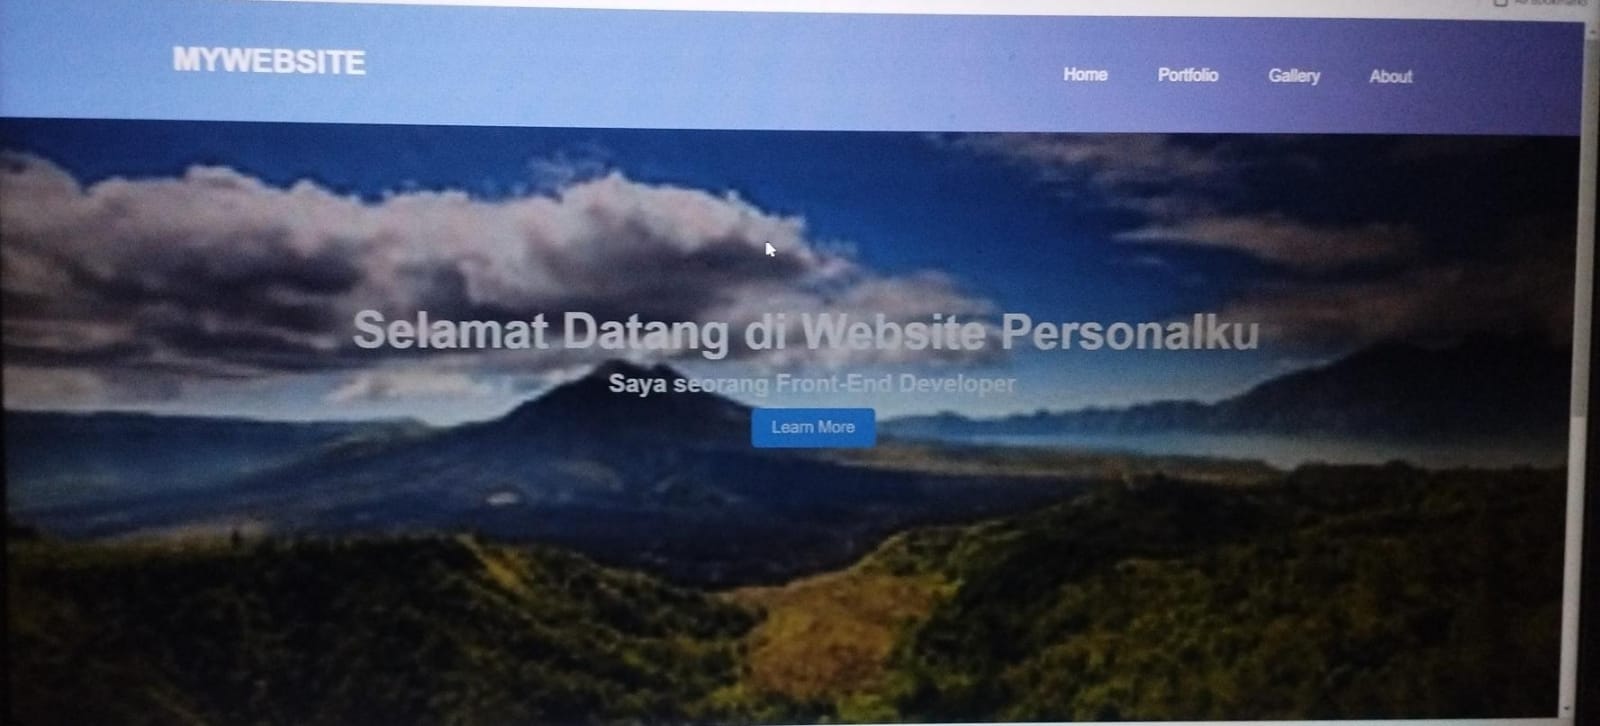 MYWEBSITE
Home Portfolio Gallery About
Selamat Datang di Website Personalku
Saya seorang Front-End Developer
Learn More